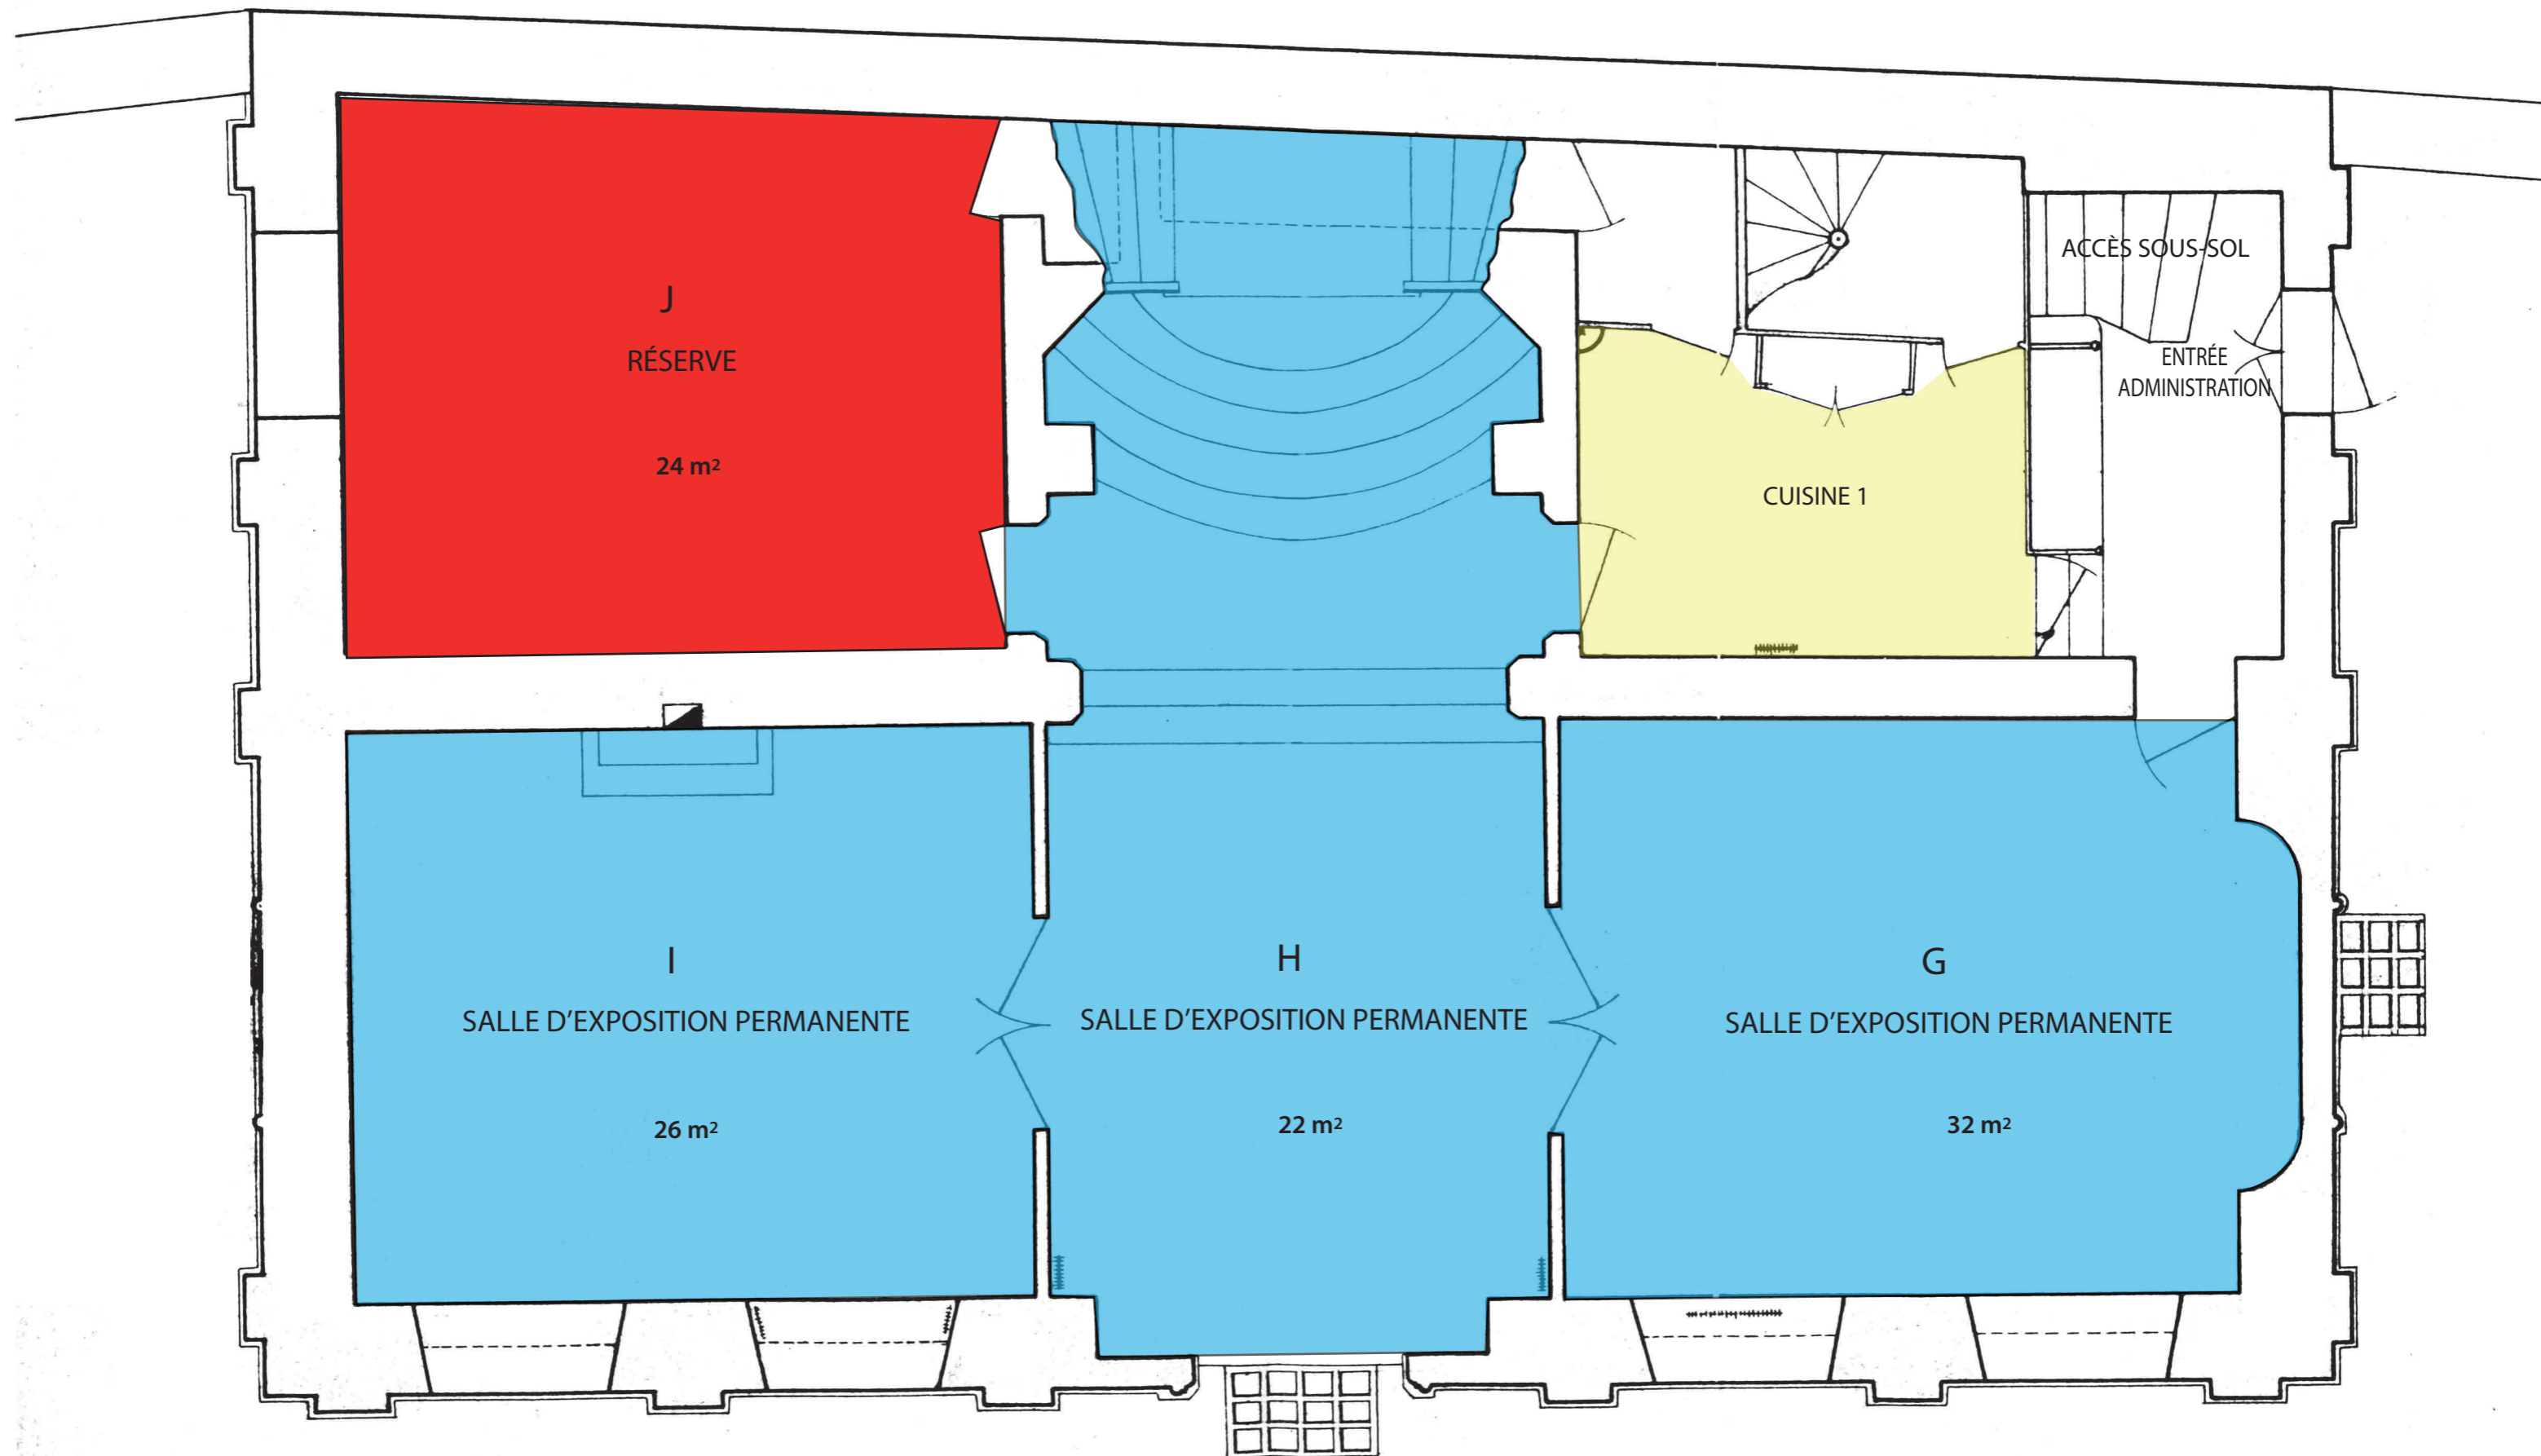 J
RÉSERVE
24 m²
ACCÈS SOUS-SOL
ENTRÉE
ADMINISTRATION
CUISINE 1
I
SALLE D'EXPOSITION PERMANENTE
26 m²
H
SALLE D'EXPOSITION PERMANENTE
22 m²
G
SALLE D'EXPOSITION PERMANENTE
32 m²